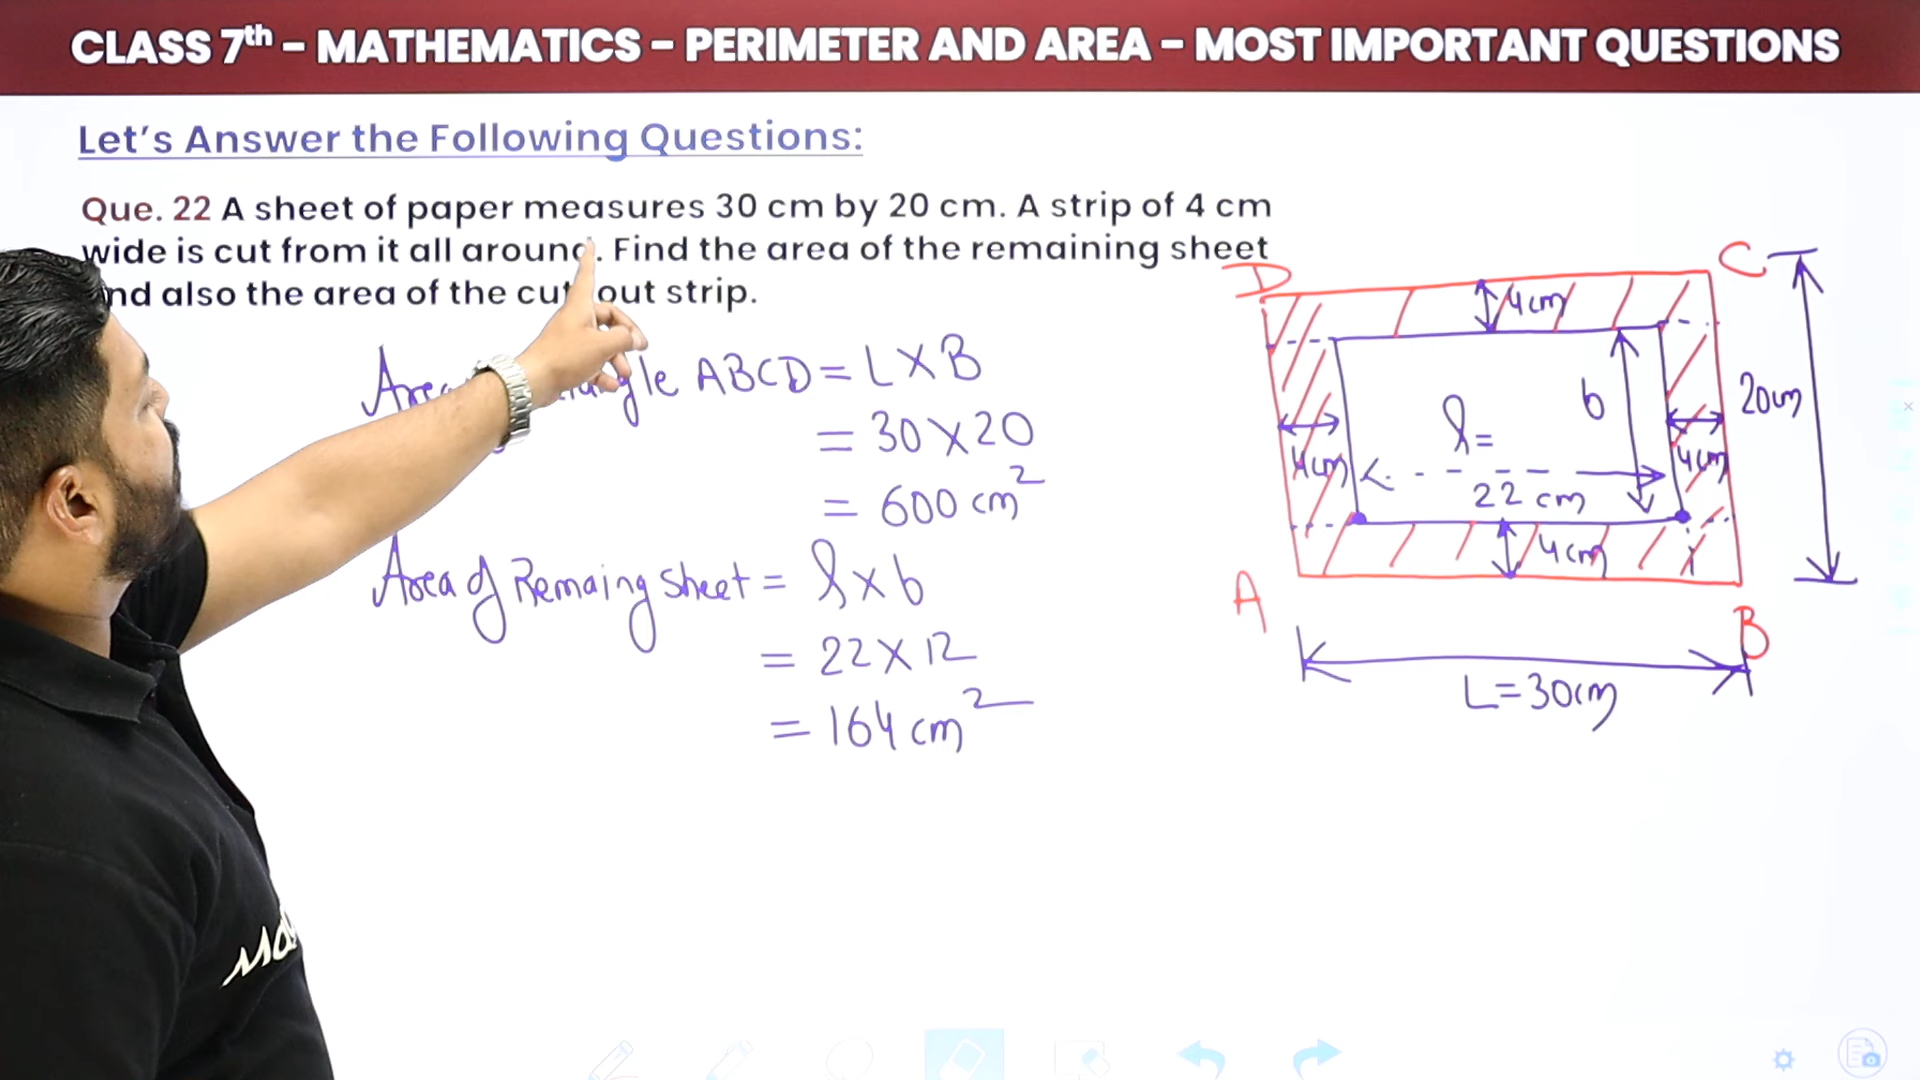 CLASS 7th – MATHEMATICS – PERIMETER AND AREA – MOST IMPORTANT QUESTIONS
Let's Answer the Following Questions:
Que. 22 A sheet of paper measures 30 cm by 20 cm. A strip of 4 cm
wide is cut from it all around. Find the area of the remaining sheet
nd also the area of the cut out strip.
ABCD = L X B
= 30 X 20
= 600 cm²
Area of Remaing sheet = l x b
= 22 X 12
= 164 cm²
D
C
4cm
20cm
b
l =
4cm
4cm
22 cm
4cm
A
B
L = 30cm